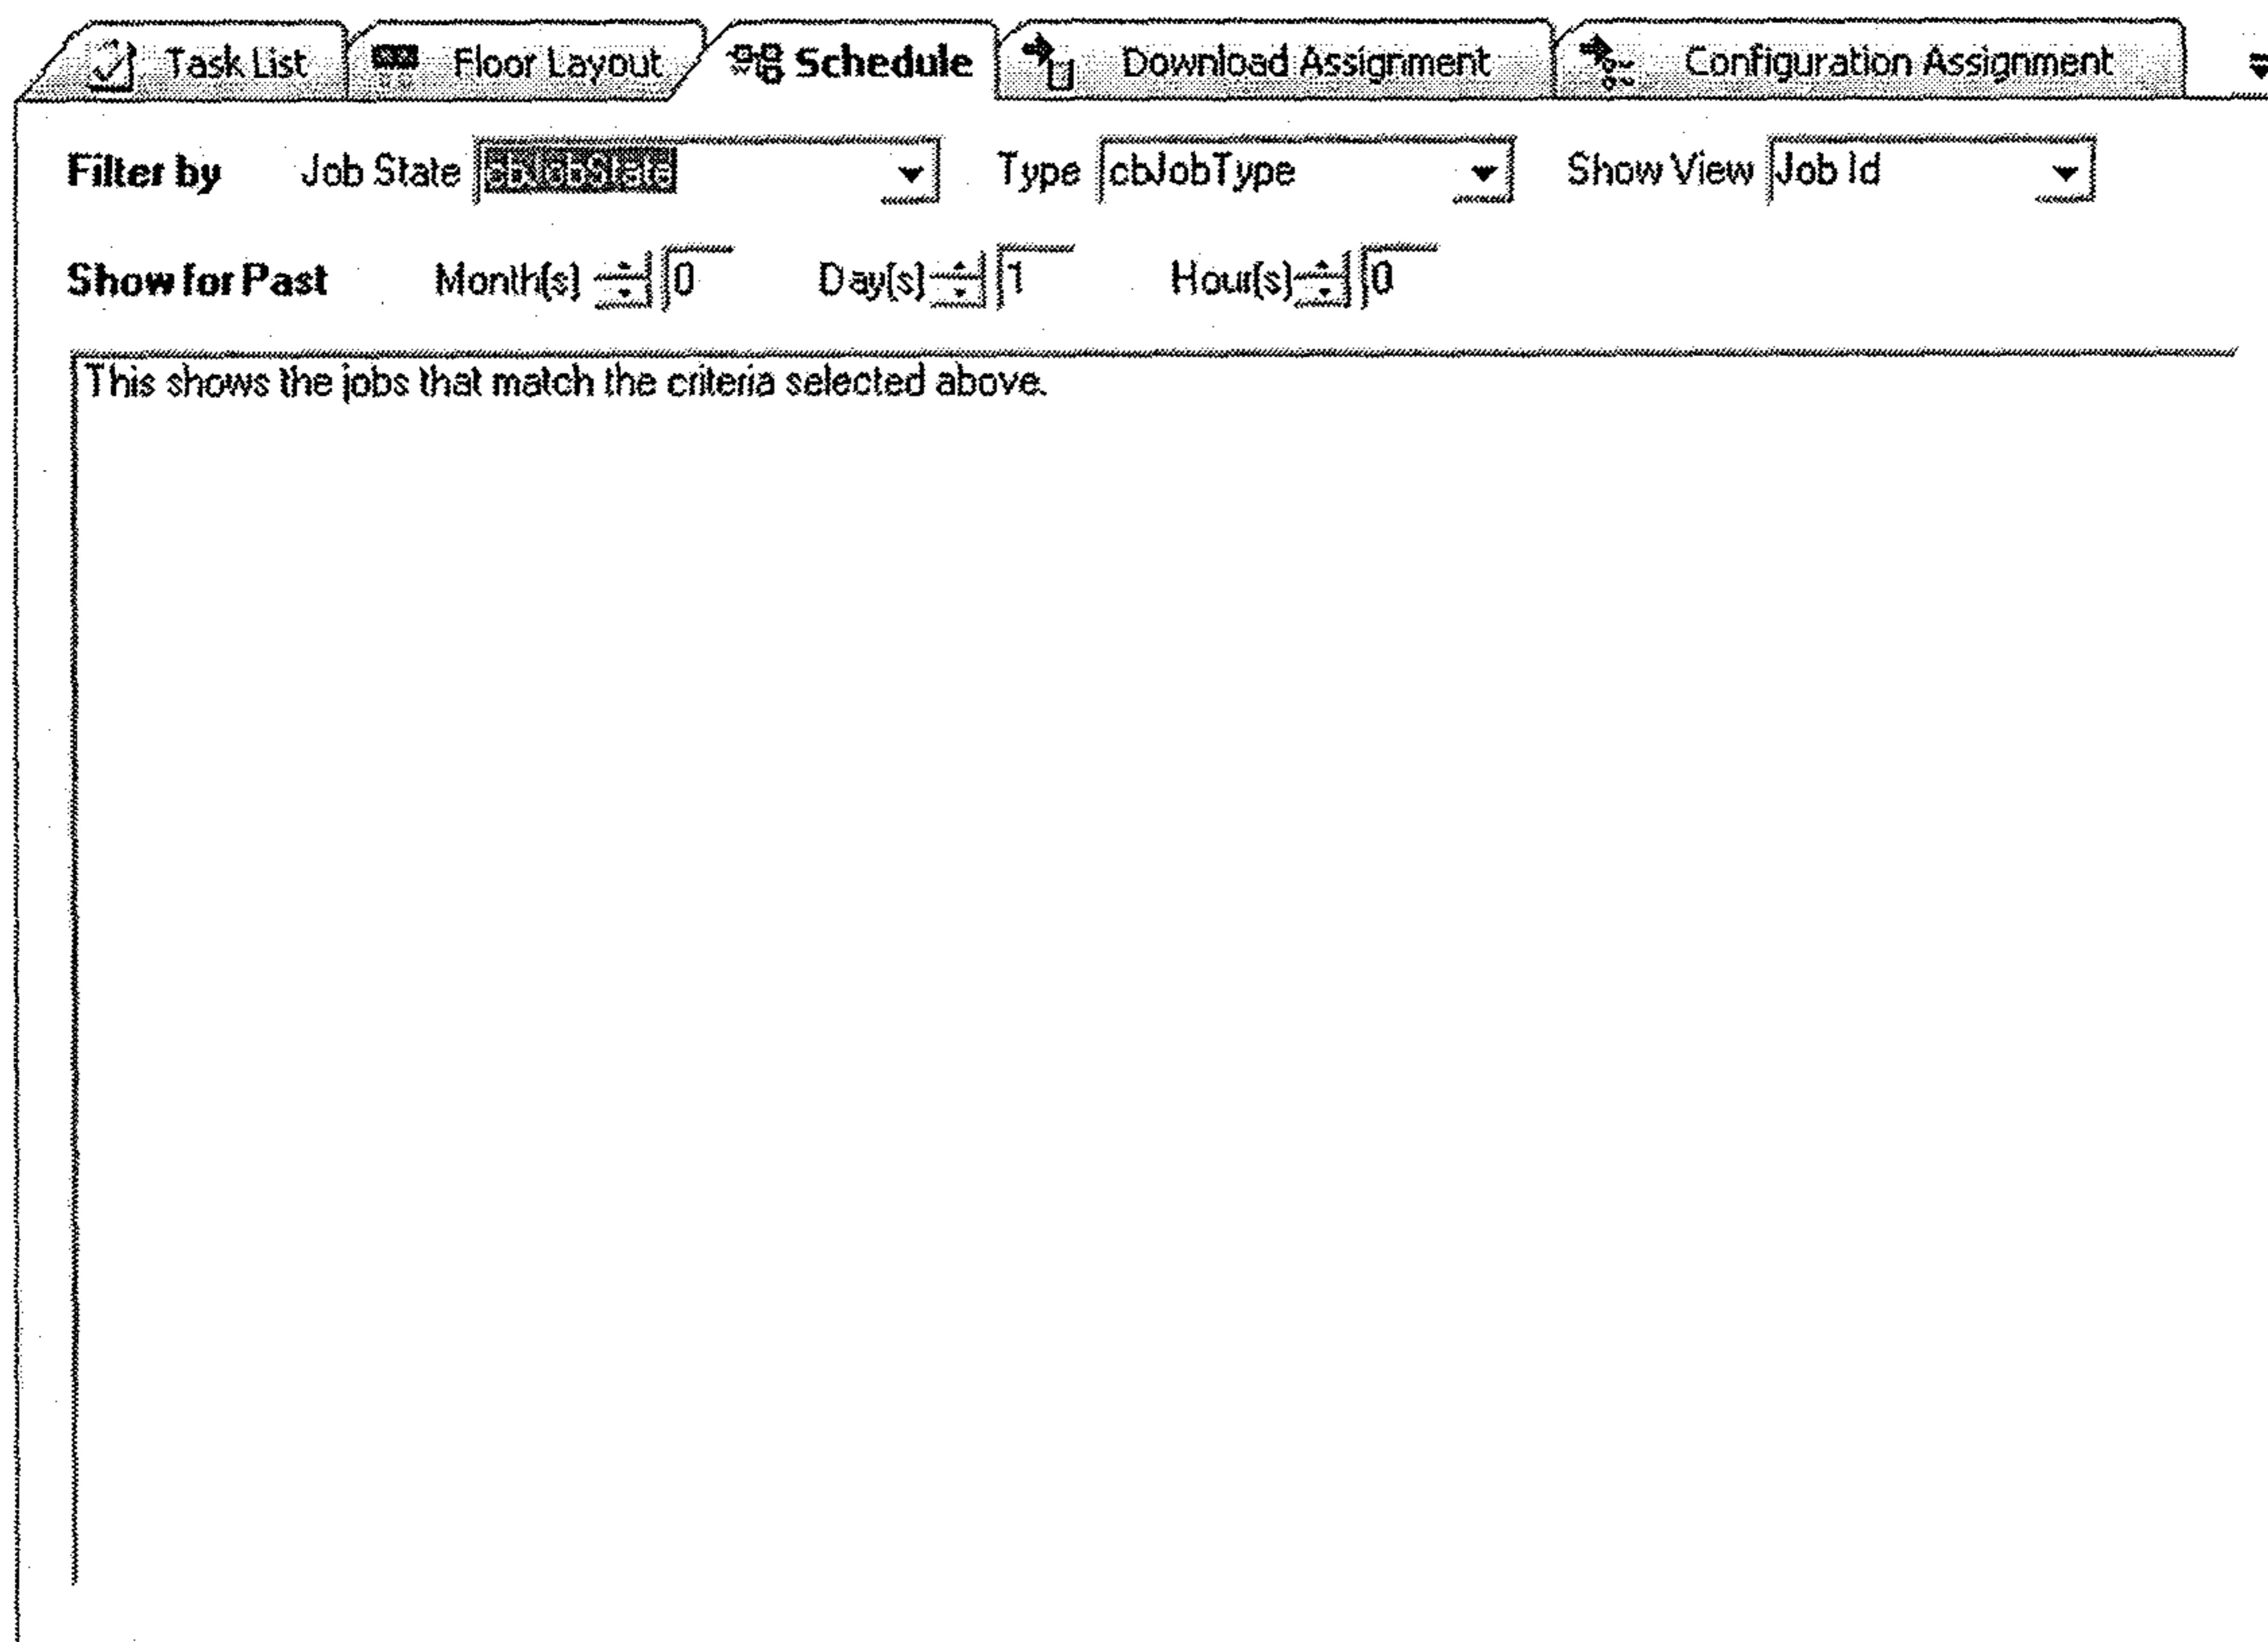 Task List Floor Layout Schedule Download Assignment Configuration Assignment
Filter by Job State cbJobState Type cbJobType Show View Job Id
Show for Past Month(s) 0 Day(s) 1 Hour(s) 0
This shows the jobs that match the criteria selected above.